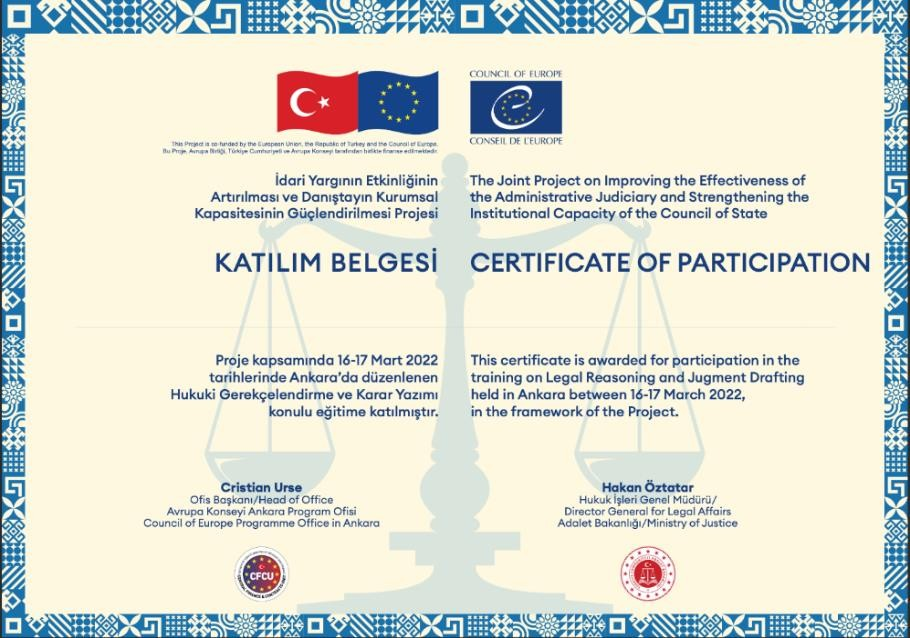 COUNCIL OF EUROPE
CONSEIL DE L'EUROPE
This Project is co-funded by the European Union, the Republic of Turkey and the Council of Europe.
Bu Proje, Avrupa Birliği, Türkiye Cumhuriyeti ve Avrupa Konseyi tarafından birlikte finanse edilmektedir.
İdari Yargının Etkinliğinin
Artırılması ve Danıştayın Kurumsal
Kapasitesinin Güçlendirilmesi Projesi
The Joint Project on Improving the Effectiveness of
the Administrative Judiciary and Strengthening the
Institutional Capacity of the Council of State
KATILIM BELGESİ
CERTIFICATE OF PARTICIPATION
Proje kapsamında 16-17 Mart 2022
tarihlerinde Ankara'da düzenlenen
Hukuki Gerekçelendirme ve Karar Yazımı
konulu eğitime katılmıştır.
This certificate is awarded for participation in the
training on Legal Reasoning and Jugment Drafting
held in Ankara between 16-17 March 2022,
in the framework of the Project.
Cristian Urse
Ofis Başkanı/Head of Office
Avrupa Konseyi Ankara Program Ofisi
Council of Europe Programme Office in Ankara
Hakan Öztatar
Hukuk İşleri Genel Müdürü/
Director General for Legal Affairs
Adalet Bakanlığı/Ministry of Justice
CFCU